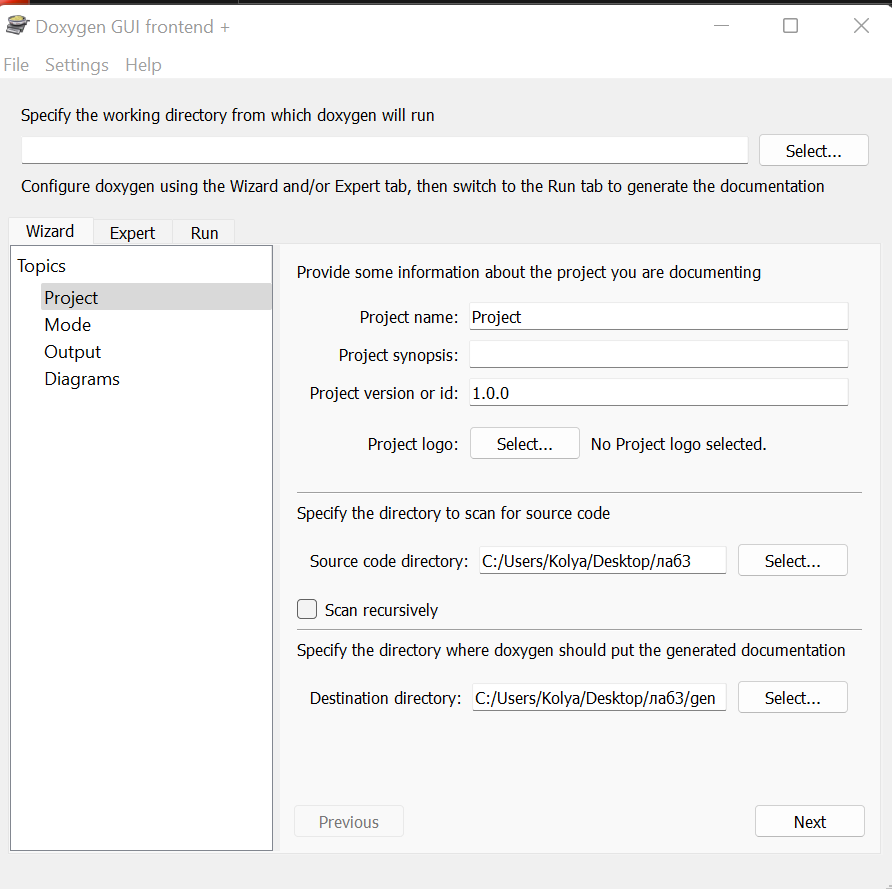 Doxygen GUI frontend +
File Settings Help
Specify the working directory from which doxygen will run
Select...
Configure doxygen using the Wizard and/or Expert tab, then switch to the Run tab to generate the documentation
Wizard Expert Run
Topics
Project
Mode
Output
Diagrams
Provide some information about the project you are documenting
Project name: Project
Project synopsis:
Project version or id: 1.0.0
Project logo: Select... No Project logo selected.
Specify the directory to scan for source code
Source code directory: C:/Users/Kolya/Desktop/лаб3 Select...
Scan recursively
Specify the directory where doxygen should put the generated documentation
Destination directory: C:/Users/Kolya/Desktop/лаб3/gen Select...
Previous Next